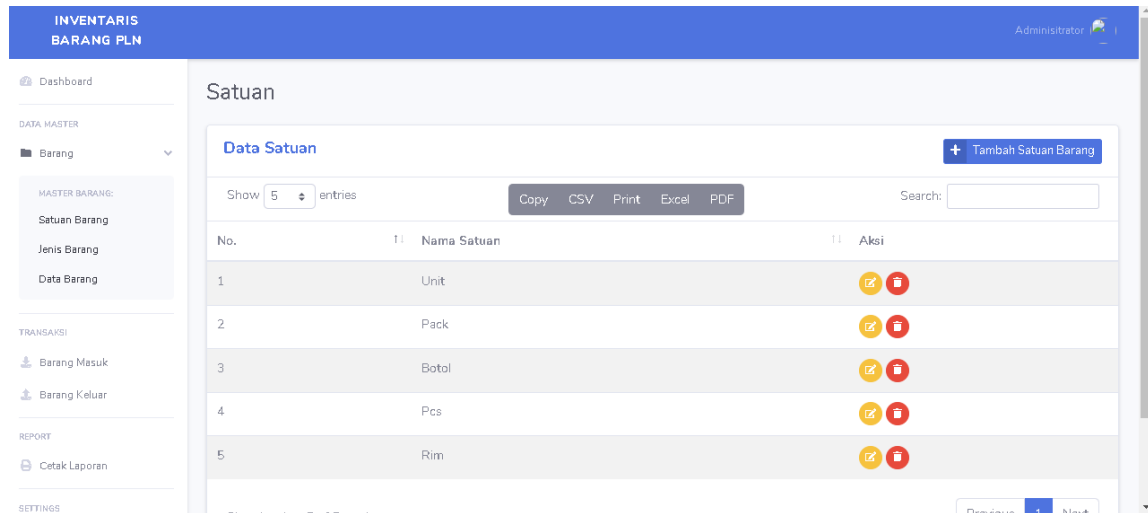 INVENTARIS
BARANG PLN
Adminisitrator
Dashboard
DATA MASTER
Barang
MASTER BARANG:
Satuan Barang
Jenis Barang
Data Barang
TRANSAKSI
Barang Masuk
Barang Keluar
REPORT
Cetak Laporan
SETTINGS
Satuan
Data Satuan
+ Tambah Satuan Barang
Show 5 entries
Copy CSV Print Excel PDF
Search:
No. Nama Satuan Aksi
1 Unit
2 Pack
3 Botol
4 Pcs
5 Rim
Previous 1 Next